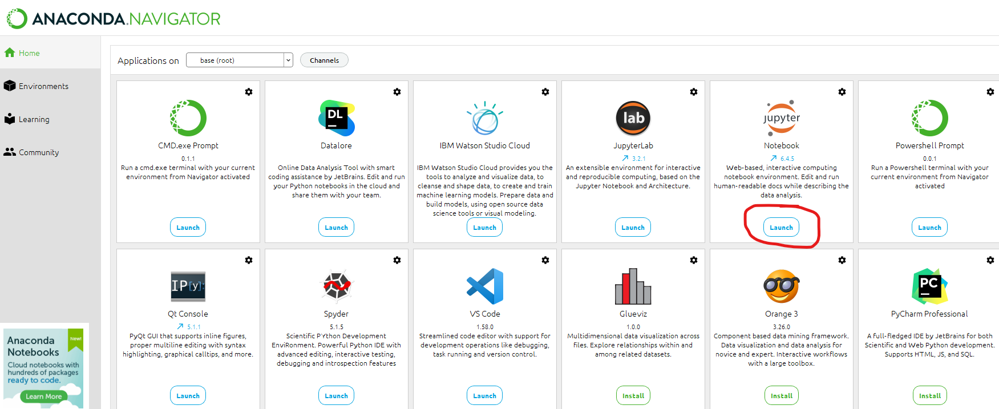 ANACONDA.NAVIGATOR
Home
Environments
Learning
Community
Applications on base (root) Channels
CMD.exe Prompt
0.1.1
Run a cmd.exe terminal with your current
environment from Navigator activated
Launch
DL
Datalore
Online Data Analysis Tool with smart
coding assistance by JetBrains. Edit and run
your Python notebooks in the cloud and
share them with your team.
Launch
IBM Watson Studio Cloud
IBM Watson Studio Cloud provides you the
tools to analyze and visualize data, to
cleanse and shape data, to create and train
machine learning models. Prepare data and
build models, using open source data
science tools or visual modeling.
Launch
lab
JupyterLab
3.2.1
An extensible environment for interactive
and reproducible computing, based on the
Jupyter Notebook and Architecture.
Launch
jupyter
Notebook
6.4.5
Web-based, interactive computing
notebook environment. Edit and run
human-readable docs while describing the
data analysis.
Launch
Powershell Prompt
0.0.1
Run a Powershell terminal with your
current environment from Navigator
activated
Launch
IP[y]:
Qt Console
5.1.1
PyQt GUI that supports inline figures,
proper multiline editing with syntax
highlighting, graphical calltips, and more.
Launch
Spyder
5.1.5
Scientific PYthon Development
EnviRonment. Powerful Python IDE with
advanced editing, interactive testing,
debugging and introspection features
Launch
VS Code
1.58.0
Streamlined code editor with support for
development operations like debugging,
task running and version control.
Launch
Glueviz
1.0.0
Multidimensional data visualization across
files. Explore relationships within and
among related datasets.
Install
Orange 3
3.26.0
Component based data mining framework.
Data visualization and data analysis for
novice and expert. Interactive workflows
with a large toolbox.
Install
PC
PyCharm Professional
A full-fledged IDE by JetBrains for both
Scientific and Web Python development.
Supports HTML, JS, and SQL.
Install
New!
Anaconda
Notebooks
Cloud notebooks with
hundreds of packages
ready to code.
Learn More